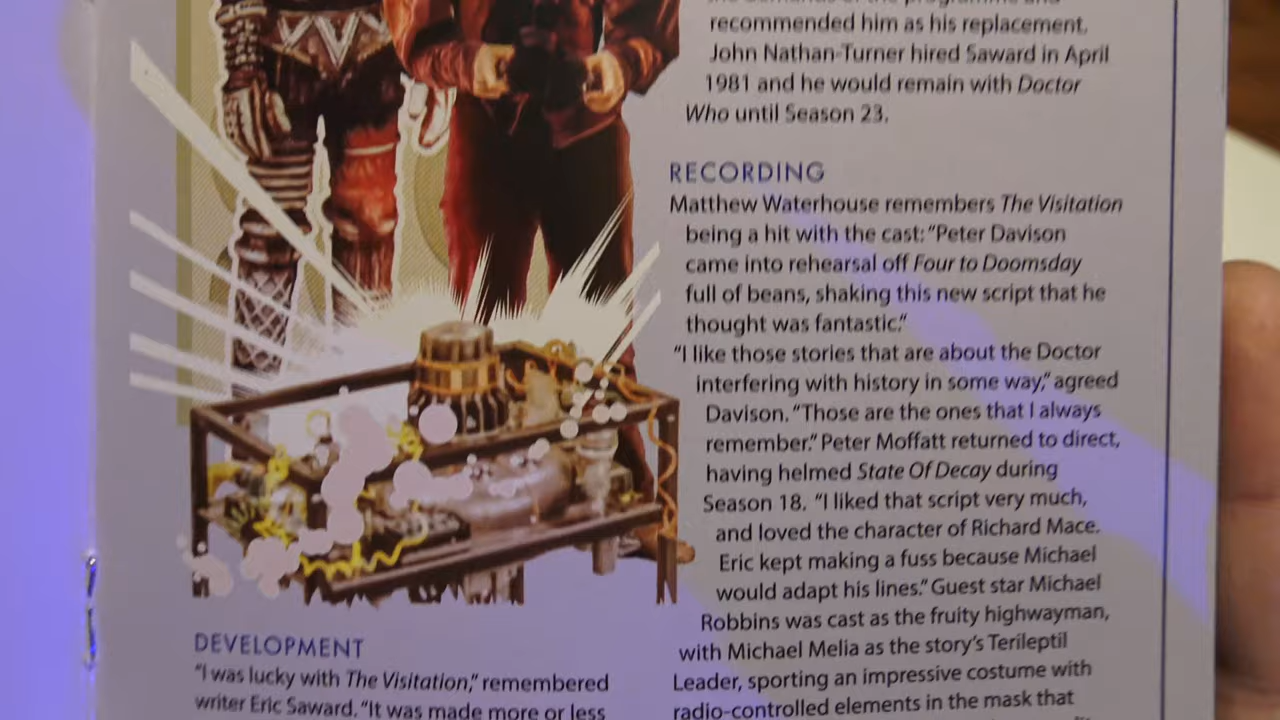 DEVELOPMENT
"I was lucky with The Visitation," remembered
writer Eric Saward. "It was made more or less
the demands of the programme and
recommended him as his replacement.
John Nathan-Turner hired Saward in April
1981 and he would remain with Doctor
Who until Season 23.
RECORDING
Matthew Waterhouse remembers The Visitation
being a hit with the cast: "Peter Davison
came into rehearsal off Four to Doomsday
full of beans, shaking this new script that he
thought was fantastic."
"I like those stories that are about the Doctor
interfering with history in some way," agreed
Davison. "Those are the ones that I always
remember." Peter Moffatt returned to direct,
having helmed State Of Decay during
Season 18. "I liked that script very much,
and loved the character of Richard Mace.
Eric kept making a fuss because Michael
would adapt his lines." Guest star Michael
Robbins was cast as the fruity highwayman,
with Michael Melia as the story's Terileptil
Leader, sporting an impressive costume with
radio-controlled elements in the mask that